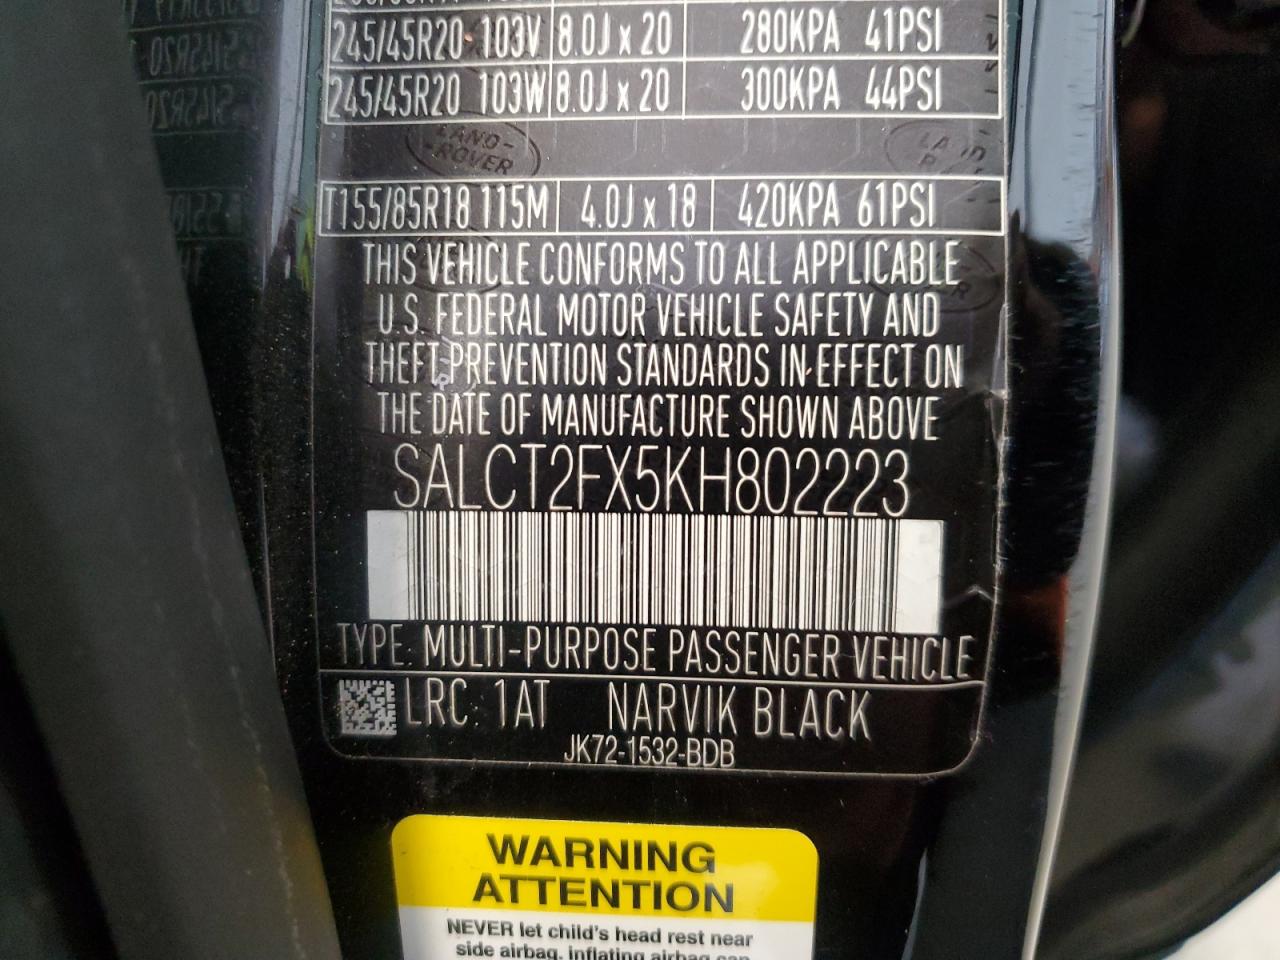 245/45R20 103V 8.0J x 20 280KPA 41PSI
245/45R20 103W 8.0J x 20 300KPA 44PSI
LAND-
-ROVER
T155/85R18 115M 4.0J x 18 420KPA 61PSI
THIS VEHICLE CONFORMS TO ALL APPLICABLE
U.S. FEDERAL MOTOR VEHICLE SAFETY AND
THEFT PREVENTION STANDARDS IN EFFECT ON
THE DATE OF MANUFACTURE SHOWN ABOVE
SALCT2FX5KH802223
TYPE: MULTI-PURPOSE PASSENGER VEHICLE
LRC: 1AT NARVIK BLACK
JK72-1532-BDB
WARNING
ATTENTION
NEVER let child's head rest near
side airbag, inflating airbag can